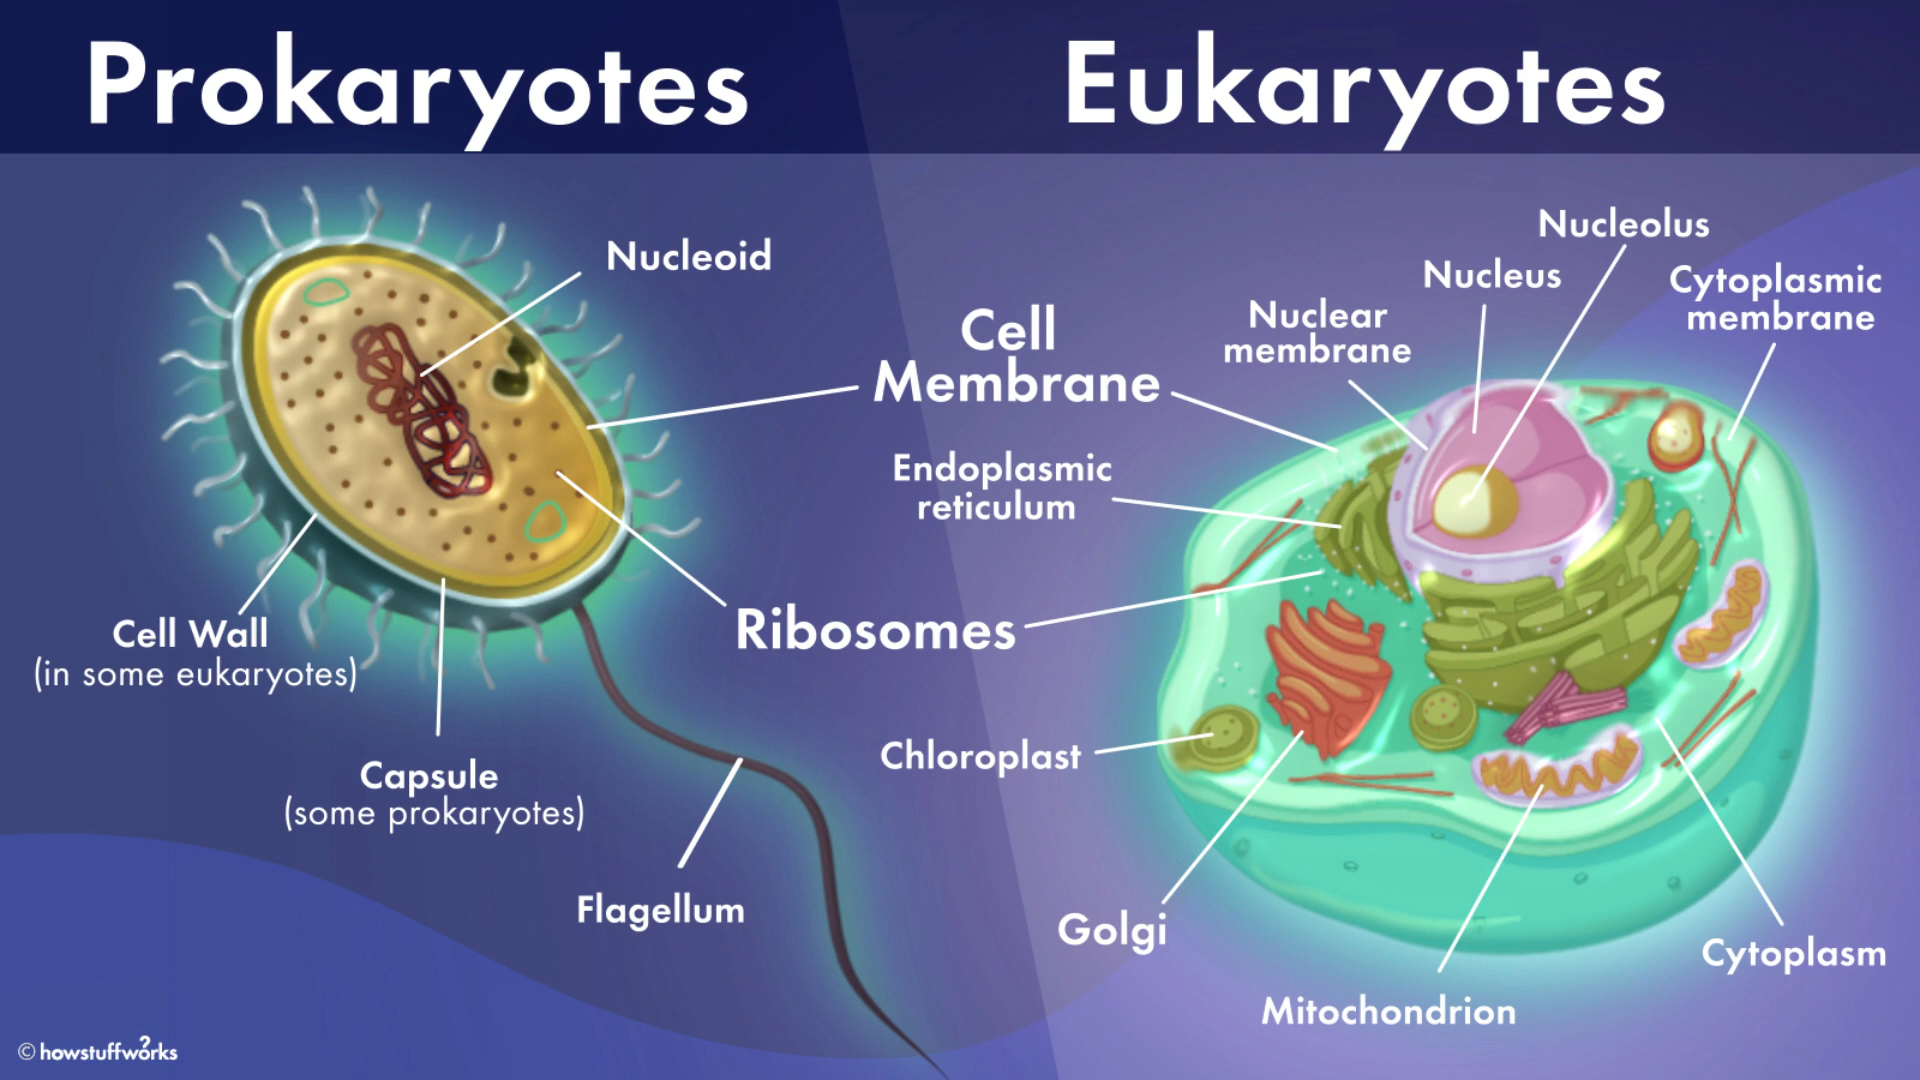 Prokaryotes
Eukaryotes
Nucleoid
Cell
Membrane
Nucleolus
Nucleus
Nuclear
membrane
Cytoplasmic
membrane
Endoplasmic
reticulum
Cell Wall
(in some eukaryotes)
Ribosomes
Capsule
(some prokaryotes)
Chloroplast
Flagellum
Golgi
Mitochondrion
Cytoplasm
© howstuffworks